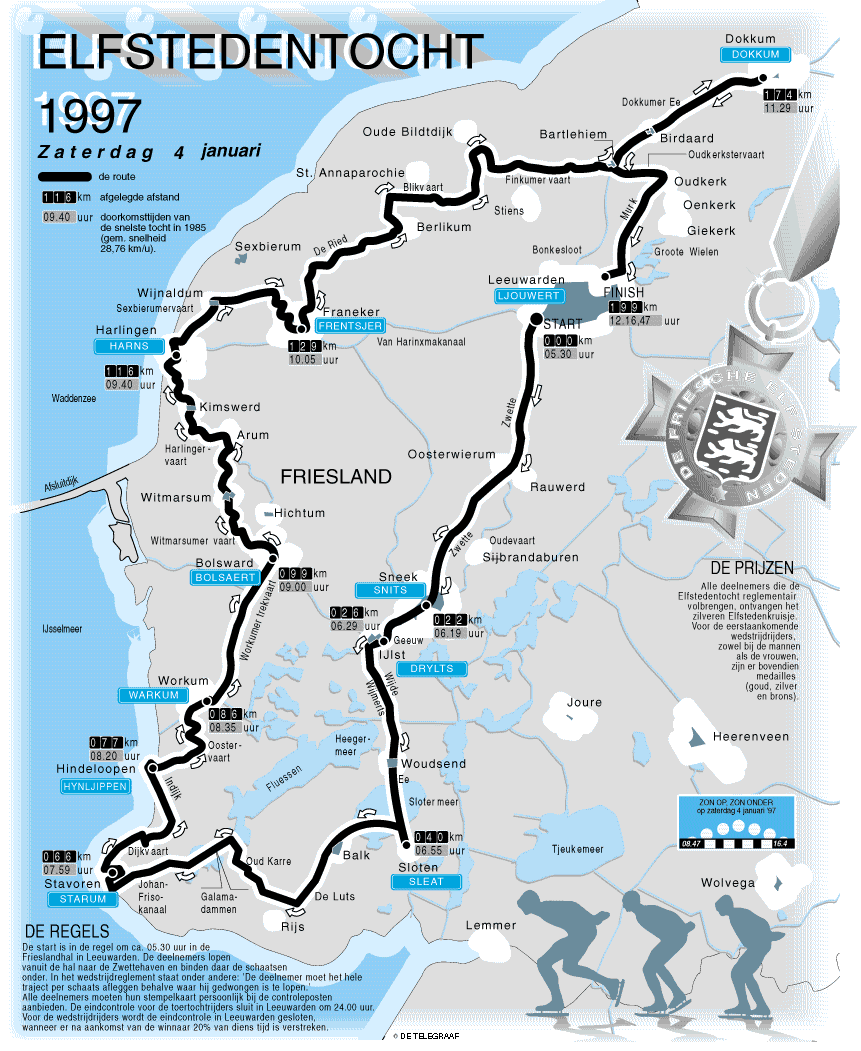 ELFSTEDENTOCHT
1997
Zaterdag 4 januari
de route
116 km afgelegde afstand
09.40 uur doorkomsttijden van
de snelste tocht in 1985
(gem. snelheid
28,76 km/u).
Dokkum
DOKKUM
174 km
11.29 uur
Dokkumer Ee
Oude Bildtdijk
Bartlehiem
Birdaard
Oudkerkstervaart
St. Annaparochie
Blikvaart
Finkumervaart
Oudkerk
Stiens
Murk
Oenkerk
Giekerk
Berlikum
De Ried
Sexbierum
Bonkesloot
Groote Wielen
Leeuwarden
LJOUWERT
FINISH
199 km
12.16,47 uur
Wijnaldum
Sexbierumervaart
Franeker
FRENTSJER
START
000 km
05.30 uur
Harlingen
HARNS
129 km
10.05 uur
Van Harinxmakanaal
116 km
09.40 uur
Waddenzee
Kimswerd
Zwette
Arum
Harlinger-
vaart
Oosterwierum
FRIESLAND
Afsluitdijk
Rauwerd
Witmarsum
Hichtum
DE FRIESCHE ELF STEDEN
Witmarsumer vaart
Zwette
Oudevaart
Sijbrandaburen
Bolsward
BOLSAERT
099 km
09.00 uur
Sneek
SNITS
DE PRIJZEN
Alle deelnemers die de
Elfstedentocht reglementair
volbrengen, ontvangen het
zilveren Elfstedenkruisje.
Voor de eerstaankomende
wedstrijdrijders,
zowel bij de mannen
als de vrouwen,
zijn er bovendien
medailles
(goud, zilver
en brons).
026 km
06.29 uur
022 km
06.19 uur
IJsselmeer
Workumer trekvaart
Geeuw
IJlst
DRYLTS
Wijde
Wijmerts
Workum
WARKUM
086 km
08.35 uur
Joure
Heerenveen
077 km
08.20 uur
Ooster-
vaart
Heeger-
meer
Hindeloopen
HYNLJIPPEN
Woudsend
Indijk
Fluessen
Ee
Slotermeer
ZON OP, ZON ONDER
op zaterdag 4 januari '97
08.47 16.4
040 km
06.55 uur
Dijkvaart
Oud Karre
Balk
Tjeukemeer
066 km
07.59 uur
Stavoren
STARUM
Sloten
SLEAT
Johan-
Friso-
kanaal
Galama-
dammen
De Luts
Wolvega
Rijs
Lemmer
DE REGELS
De start is in de regel om ca. 05.30 uur in de
Frieslandhal in Leeuwarden. De deelnemers lopen
vanuit de hal naar de Zwettehaven en binden daar de schaatsen
onder. In het wedstrijdreglement staat onder andere: 'De deelnemer moet het hele
traject per schaats afleggen behalve waar hij gedwongen is te lopen.'
Alle deelnemers moeten hun stempelkaart persoonlijk bij de controleposten
aanbieden. De eindcontrole voor de toertochtrijders sluit in Leeuwarden om 24.00 uur.
Voor de wedstrijdrijders wordt de eindcontrole in Leeuwarden gesloten,
wanneer er na aankomst van de winnaar 20% van diens tijd is verstreken.
© DE TELEGRAAF